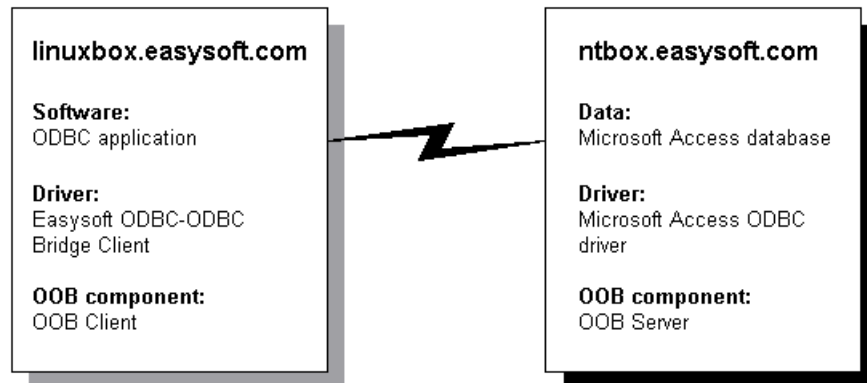 linuxbox.easysoft.com
Software:
ODBC application
Driver:
Easysoft ODBC-ODBC
Bridge Client
OOB component:
OOB Client
ntbox.easysoft.com
Data:
Microsoft Access database
Driver:
Microsoft Access ODBC
driver
OOB component:
OOB Server